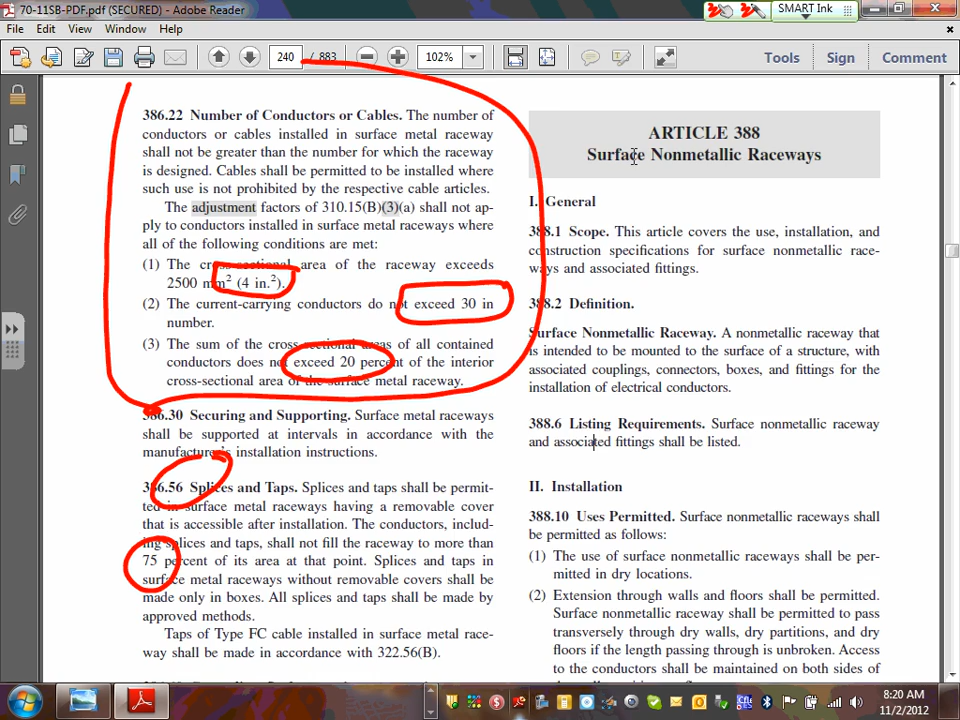 70-11SB-PDF.pdf (SECURED) - Adobe Reader
SMART Ink
File Edit View Window Help
240 / 883
102%
Tools Sign Comment
386.22 Number of Conductors or Cables. The number of
conductors or cables installed in surface metal raceway
shall not be greater than the number for which the raceway
is designed. Cables shall be permitted to be installed where
such use is not prohibited by the respective cable articles.
The adjustment factors of 310.15(B)(3)(a) shall not ap-
ply to conductors installed in surface metal raceways where
all of the following conditions are met:
(1) The cross-sectional area of the raceway exceeds
2500 mm² (4 in.²).
(2) The current-carrying conductors do not exceed 30 in
number.
(3) The sum of the cross-sectional areas of all contained
conductors does not exceed 20 percent of the interior
cross-sectional area of the surface metal raceway.
386.30 Securing and Supporting. Surface metal raceways
shall be supported at intervals in accordance with the
manufacturer's installation instructions.
386.56 Splices and Taps. Splices and taps shall be permit-
ted in surface metal raceways having a removable cover
that is accessible after installation. The conductors, includ-
ing splices and taps, shall not fill the raceway to more than
75 percent of its area at that point. Splices and taps in
surface metal raceways without removable covers shall be
made only in boxes. All splices and taps shall be made by
approved methods.
Taps of Type FC cable installed in surface metal race-
way shall be made in accordance with 322.56(B).
ARTICLE 388
Surface Nonmetallic Raceways
I. General
388.1 Scope. This article covers the use, installation, and
construction specifications for surface nonmetallic race-
ways and associated fittings.
388.2 Definition.
Surface Nonmetallic Raceway. A nonmetallic raceway that
is intended to be mounted to the surface of a structure, with
associated couplings, connectors, boxes, and fittings for the
installation of electrical conductors.
388.6 Listing Requirements. Surface nonmetallic raceway
and associated fittings shall be listed.
II. Installation
388.10 Uses Permitted. Surface nonmetallic raceways shall
be permitted as follows:
(1) The use of surface nonmetallic raceways shall be per-
mitted in dry locations.
(2) Extension through walls and floors shall be permitted.
Surface nonmetallic raceway shall be permitted to pass
transversely through dry walls, dry partitions, and dry
floors if the length passing through is unbroken. Access
to the conductors shall be maintained on both sides of
8:20 AM
11/2/2012